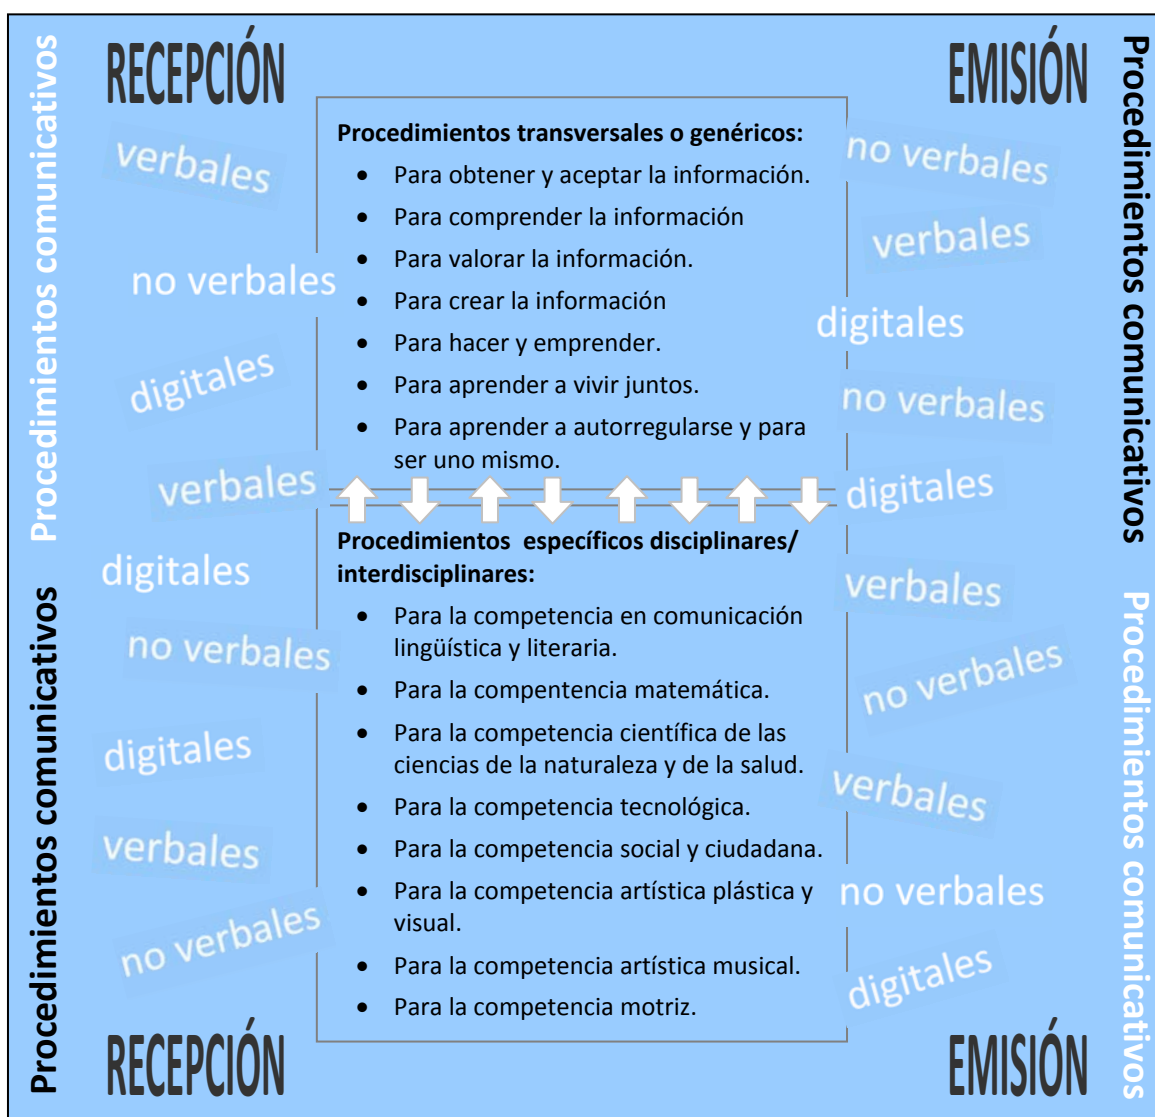 Procedimientos comunicativos
Procedimientos comunicativos
RECEPCIÓN
verbales
no verbales
digitales
verbales
digitales
no verbales
digitales
verbales
no verbales
RECEPCIÓN
Procedimientos transversales o genéricos:
• Para obtener y aceptar la información.
• Para comprender la información
• Para valorar la información.
• Para crear la información
• Para hacer y emprender.
• Para aprender a vivir juntos.
• Para aprender a autorregularse y para
ser uno mismo.
Procedimientos específicos disciplinares/
interdisciplinares:
• Para la competencia en comunicación
lingüística y literaria.
• Para la compentencia matemática.
• Para la competencia científica de las
ciencias de la naturaleza y de la salud.
• Para la competencia tecnológica.
• Para la competencia social y ciudadana.
• Para la competencia artística plástica y
visual.
• Para la competencia artística musical.
• Para la competencia motriz.
EMISIÓN
no verbales
verbales
digitales
no verbales
digitales
verbales
no verbales
verbales
no verbales
digitales
EMISIÓN
Procedimientos comunicativos
Procedimientos comunicativos